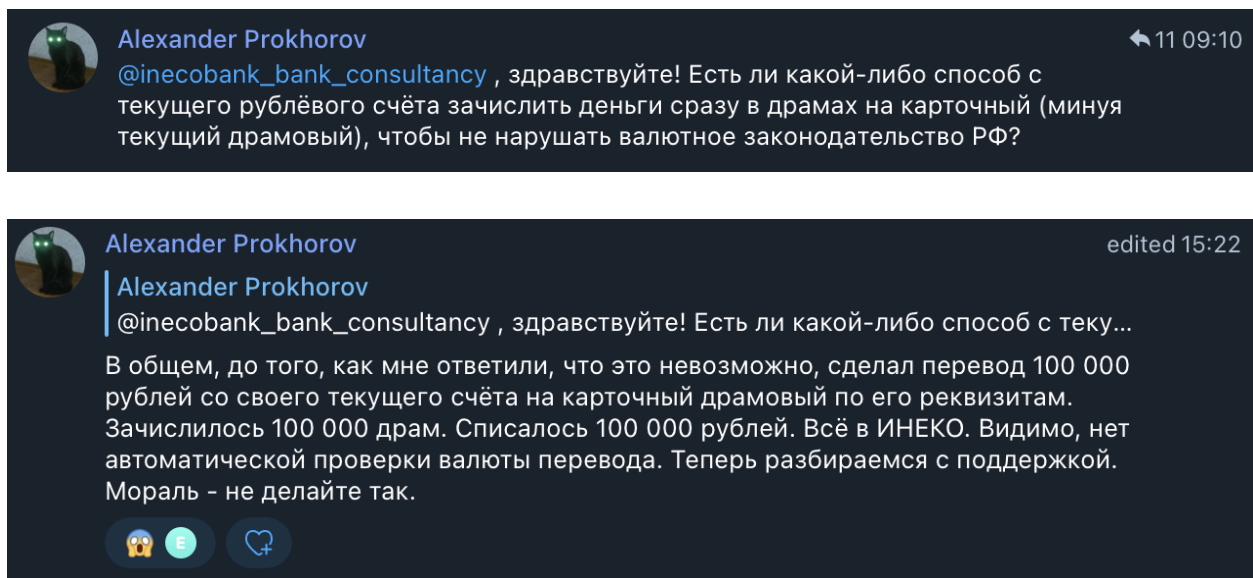 Alexander Prokhorov
11 09:10
@inecobank_bank_consultancy , здравствуйте! Есть ли какой-либо способ с
текущего рублёвого счёта зачислить деньги сразу в драмах на карточный (минуя
текущий драмовый), чтобы не нарушать валютное законодательство РФ?
Alexander Prokhorov
edited 15:22
Alexander Prokhorov
@inecobank_bank_consultancy , здравствуйте! Есть ли какой-либо способ с теку...
В общем, до того, как мне ответили, что это невозможно, сделал перевод 100 000
рублей со своего текущего счёта на карточный драмовый по его реквизитам.
Зачислилось 100 000 драм. Списалось 100 000 рублей. Всё в ИНЕКО. Видимо, нет
автоматической проверки валюты перевода. Теперь разбираемся с поддержкой.
Мораль - не делайте так.
E